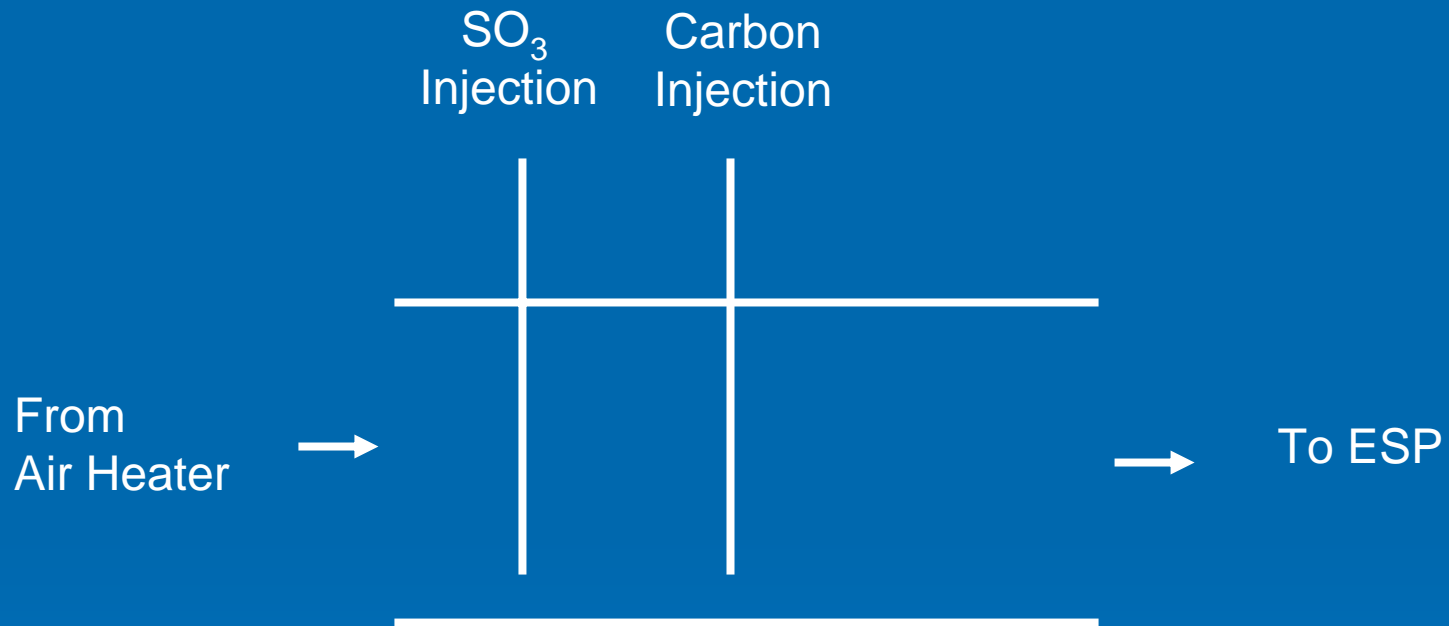 SO₃
Injection
Carbon
Injection
From
Air Heater
To ESP